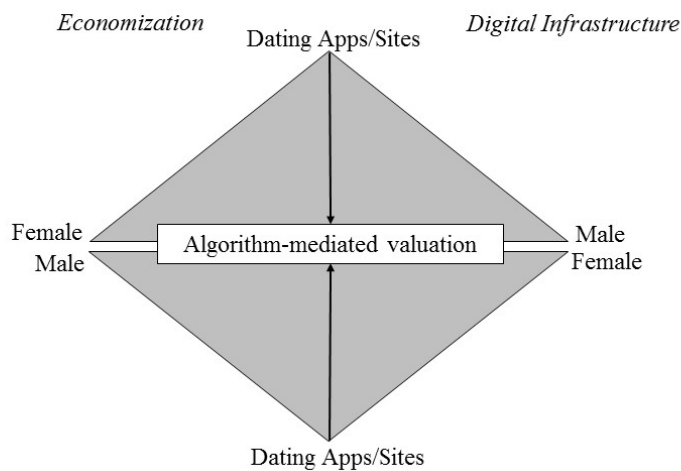 Economization
Digital Infrastructure
Dating Apps/Sites
Female
Male
Algorithm-mediated valuation
Male
Female
Dating Apps/Sites